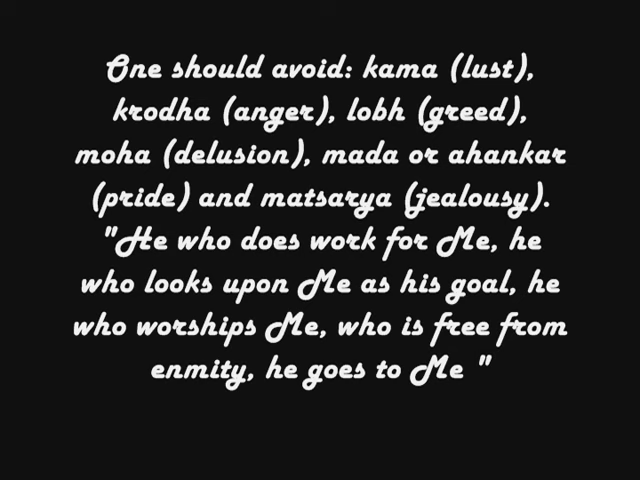 One should avoid: kama (lust),
krodha (anger), lobh (greed),
moha (delusion), mada or ahankar
(pride) and matsarya (jealousy).
"He who does work for Me, he
who looks upon Me as his goal, he
who worships Me, who is free from
enmity, he goes to Me "